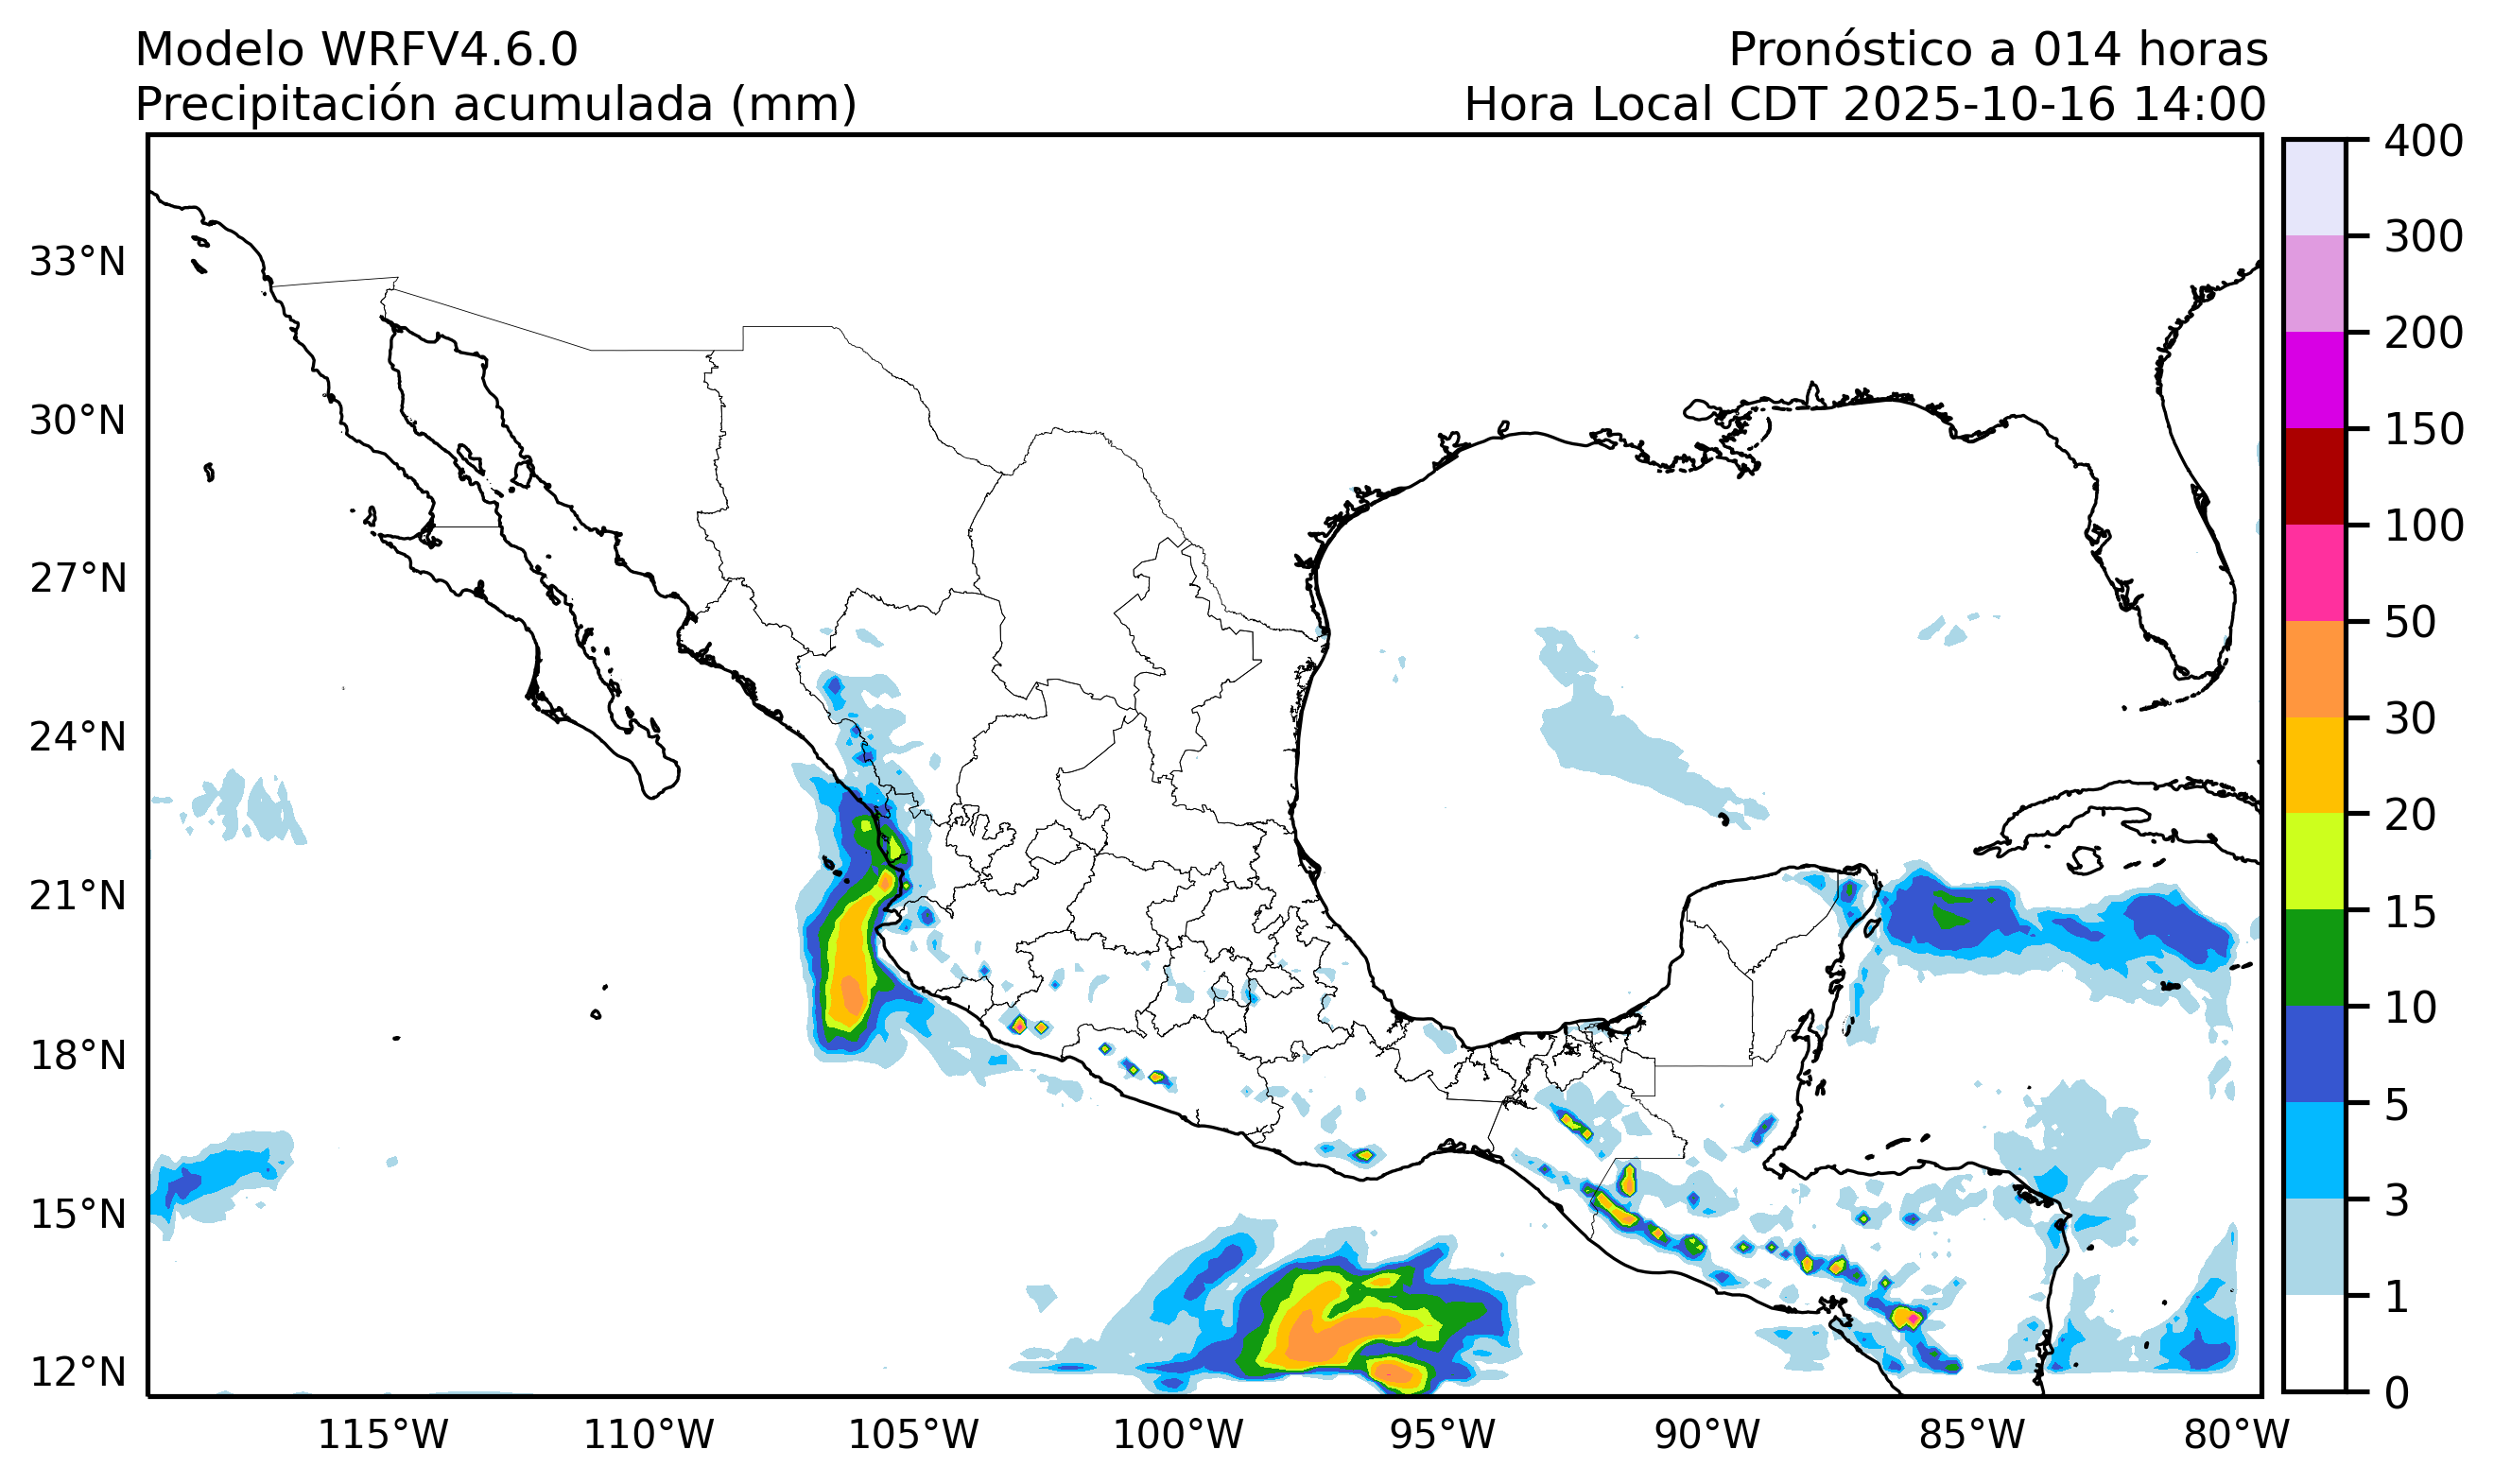 Modelo WRFV4.6.0
Pronóstico a 014 horas
Precipitación acumulada (mm)
Hora Local CDT 2025-10-16 14:00
33°N
30°N
27°N
24°N
21°N
18°N
15°N
12°N
115°W
110°W
105°W
100°W
95°W
90°W
85°W
80°W
400
300
200
150
100
50
30
20
15
10
5
3
1
0